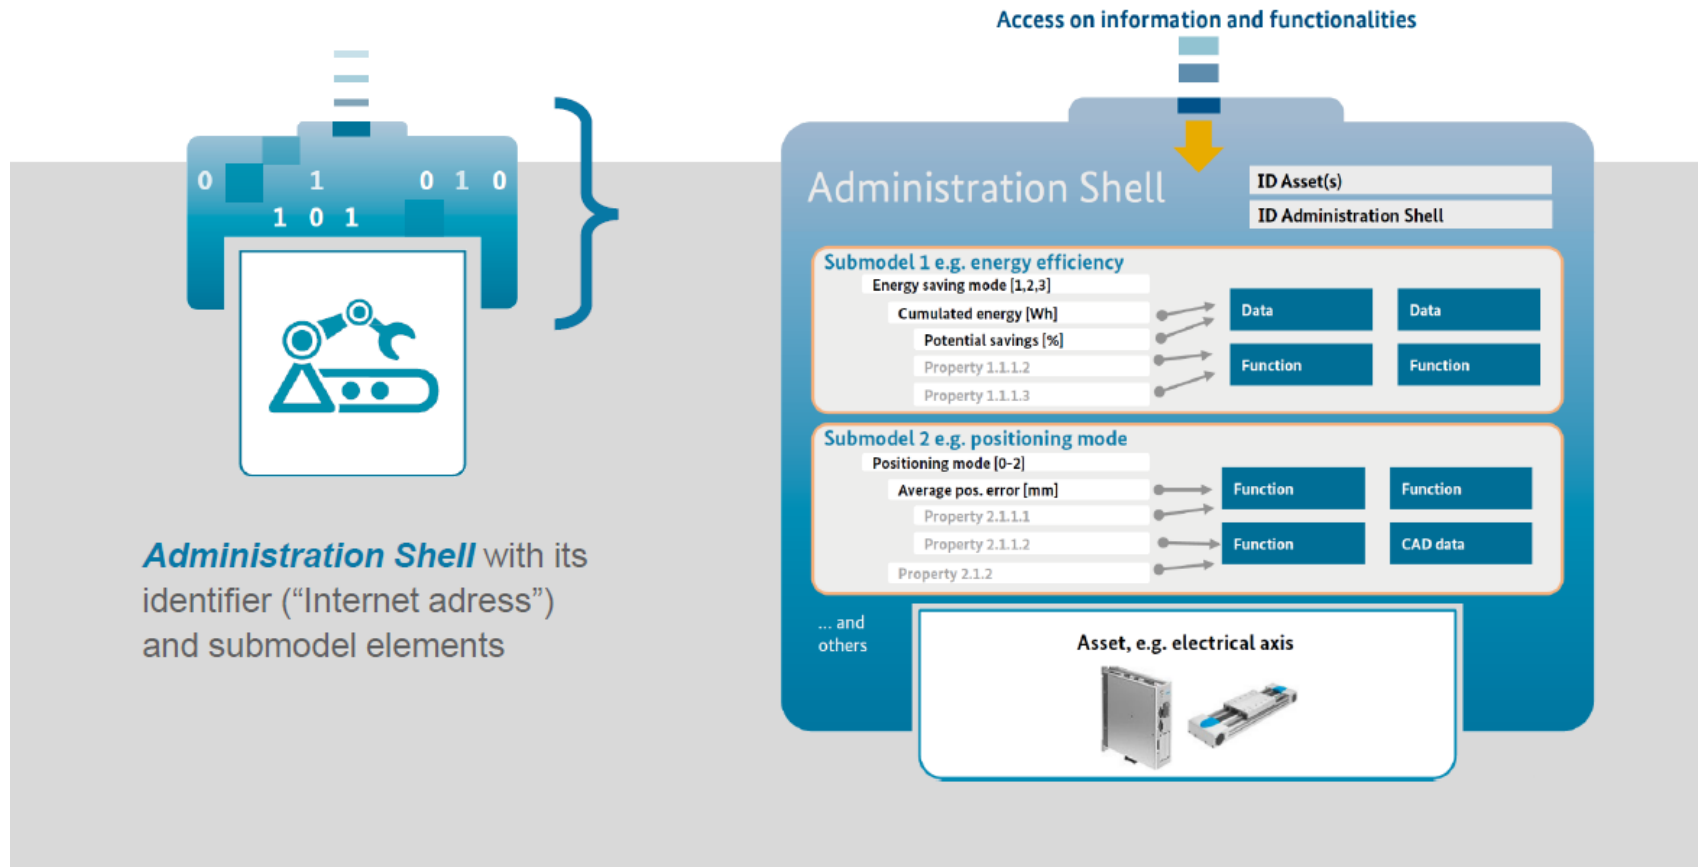 Access on information and functionalities
0 1 0 1 0
1 0 1
Administration Shell with its
identifier (“Internet adress”)
and submodel elements
Administration Shell
ID Asset(s)
ID Administration Shell
Submodel 1 e.g. energy efficiency
Energy saving mode [1,2,3]
Cumulated energy [Wh]
Potential savings [%]
Property 1.1.1.2
Property 1.1.1.3
Data
Data
Function
Function
Submodel 2 e.g. positioning mode
Positioning mode [0-2]
Average pos. error [mm]
Property 2.1.1.1
Property 2.1.1.2
Property 2.1.2
Function
Function
Function
CAD data
... and
others
Asset, e.g. electrical axis